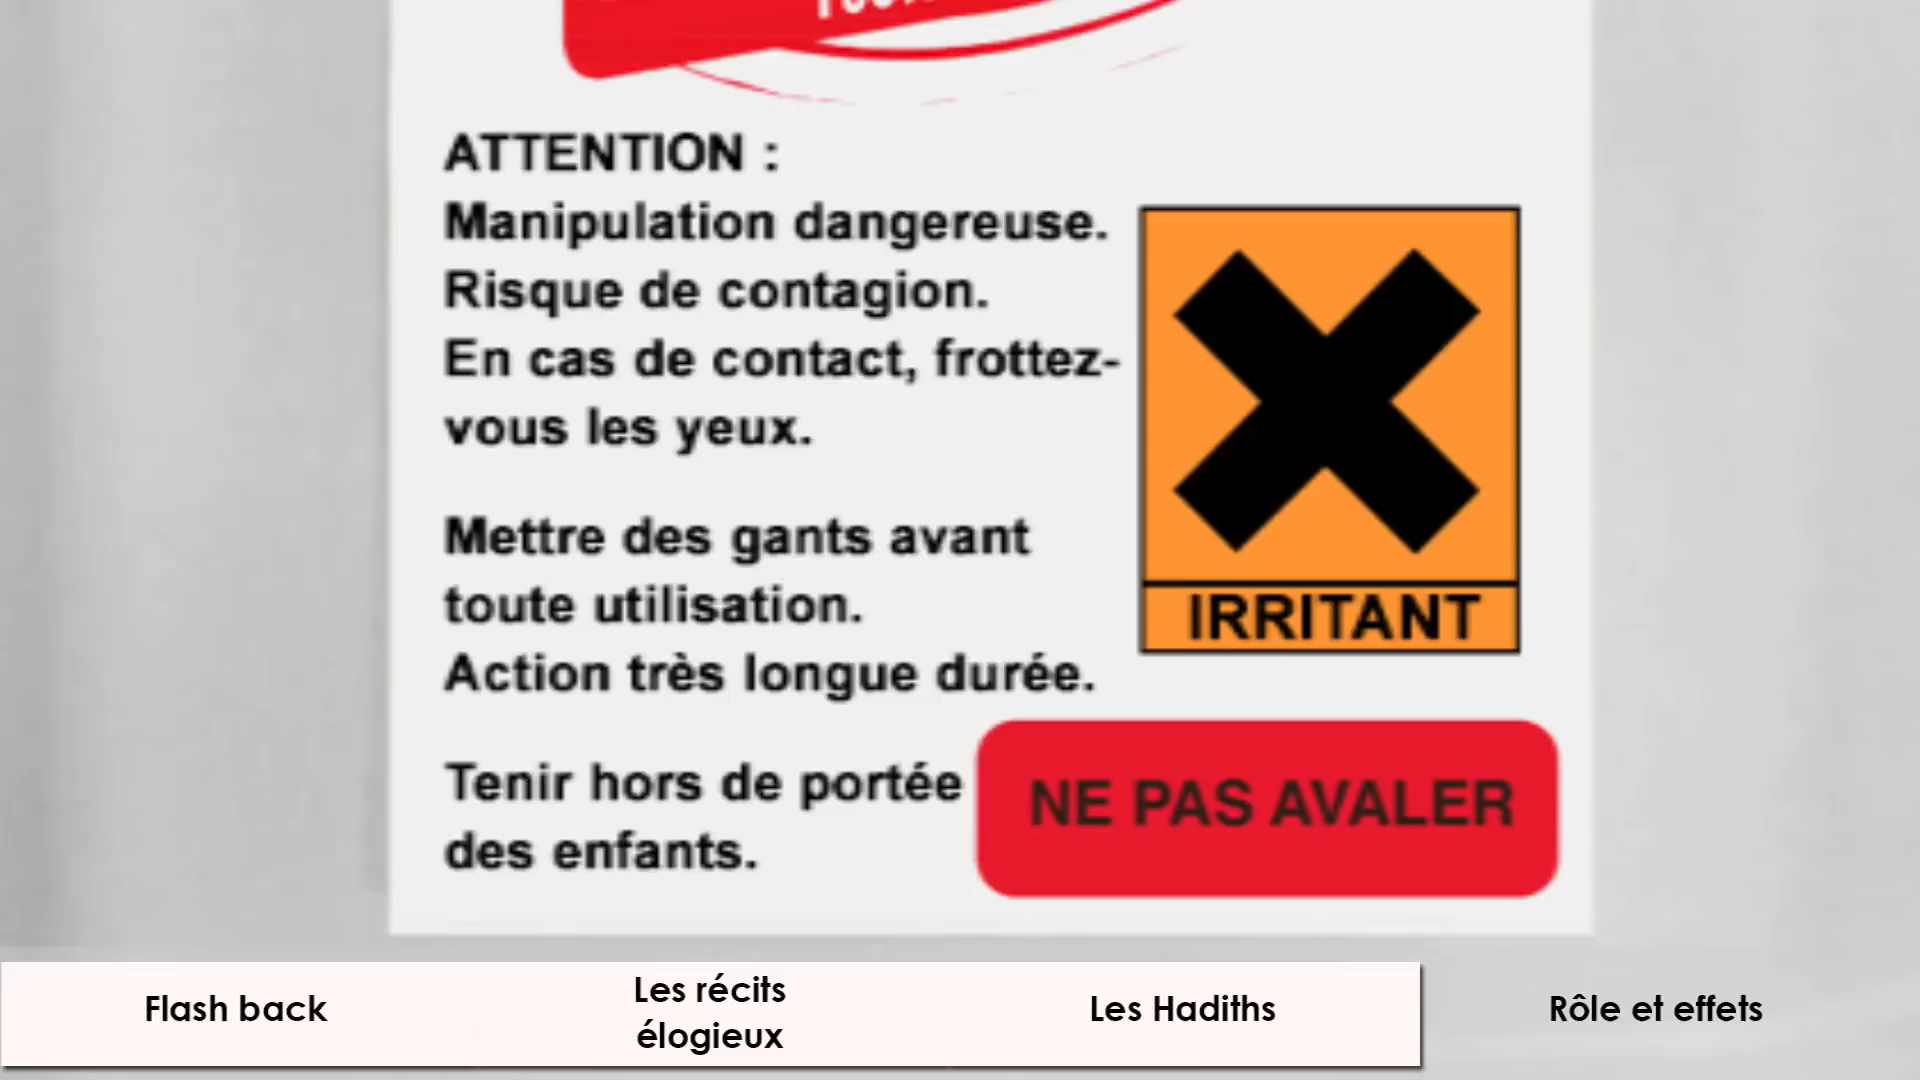 ATTENTION :
Manipulation dangereuse.
Risque de contagion.
En cas de contact, frottez-
vous les yeux.
Mettre des gants avant
toute utilisation.
Action très longue durée.
Tenir hors de portée
des enfants.
IRRITANT
NE PAS AVALER
Flash back
Les récits
élogieux
Les Hadiths
Rôle et effets